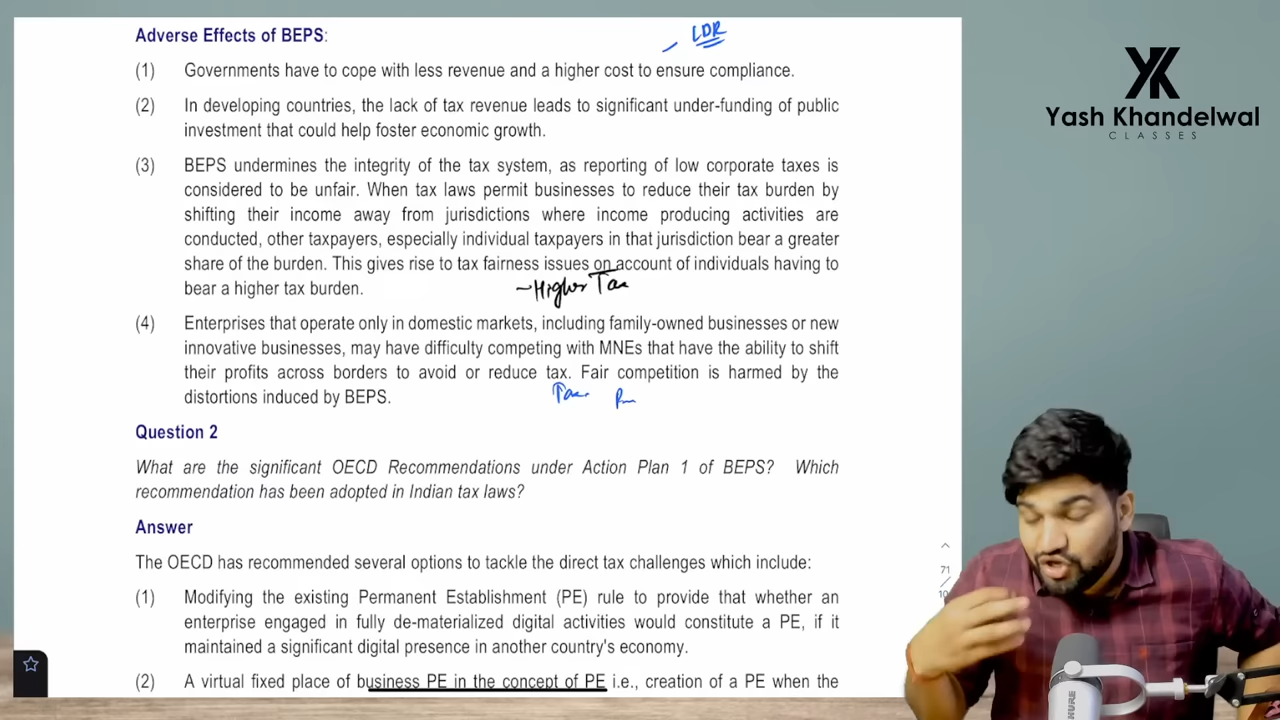 Adverse Effects of BEPS:
LDR
(1) Governments have to cope with less revenue and a higher cost to ensure compliance.
(2) In developing countries, the lack of tax revenue leads to significant under-funding of public
investment that could help foster economic growth.
(3) BEPS undermines the integrity of the tax system, as reporting of low corporate taxes is
considered to be unfair. When tax laws permit businesses to reduce their tax burden by
shifting their income away from jurisdictions where income producing activities are
conducted, other taxpayers, especially individual taxpayers in that jurisdiction bear a greater
share of the burden. This gives rise to tax fairness issues on account of individuals having to
bear a higher tax burden.
~Higher Tax
(4) Enterprises that operate only in domestic markets, including family-owned businesses or new
innovative businesses, may have difficulty competing with MNEs that have the ability to shift
their profits across borders to avoid or reduce tax. Fair competition is harmed by the
distortions induced by BEPS.
Tax
Question 2
What are the significant OECD Recommendations under Action Plan 1 of BEPS? Which
recommendation has been adopted in Indian tax laws?
Answer
The OECD has recommended several options to tackle the direct tax challenges which include:
(1) Modifying the existing Permanent Establishment (PE) rule to provide that whether an
enterprise engaged in fully de-materialized digital activities would constitute a PE, if it
maintained a significant digital presence in another country's economy.
(2) A virtual fixed place of business PE in the concept of PE i.e., creation of a PE when the
71
/
YK
Yash Khandelwal
CLASSES